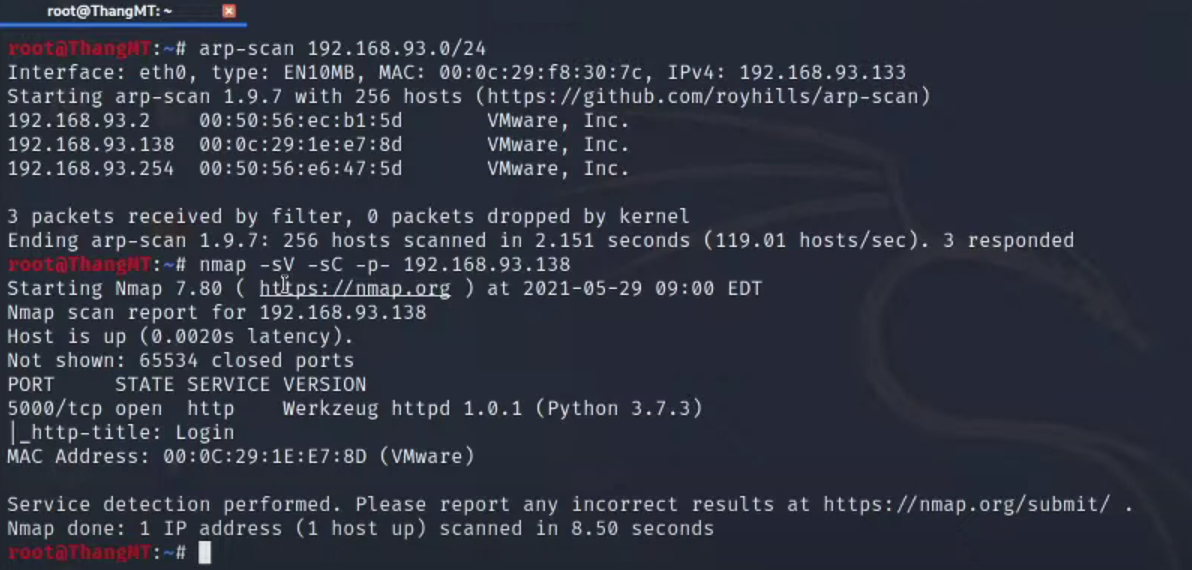 root@ThangMT: ~
root@ThangMT:~# arp-scan 192.168.93.0/24
Interface: eth0, type: EN10MB, MAC: 00:0c:29:f8:30:7c, IPv4: 192.168.93.133
Starting arp-scan 1.9.7 with 256 hosts (https://github.com/royhills/arp-scan)
192.168.93.2    00:50:56:ec:b1:5d       VMware, Inc.
192.168.93.138  00:0c:29:1e:e7:8d       VMware, Inc.
192.168.93.254  00:50:56:e6:47:5d       VMware, Inc.
3 packets received by filter, 0 packets dropped by kernel
Ending arp-scan 1.9.7: 256 hosts scanned in 2.151 seconds (119.01 hosts/sec). 3 responded
root@ThangMT:~# nmap -sV -sC -p- 192.168.93.138
Starting Nmap 7.80 ( https://nmap.org ) at 2021-05-29 09:00 EDT
Nmap scan report for 192.168.93.138
Host is up (0.0020s latency).
Not shown: 65534 closed ports
PORT     STATE SERVICE VERSION
5000/tcp open  http    Werkzeug httpd 1.0.1 (Python 3.7.3)
|_http-title: Login
MAC Address: 00:0C:29:1E:E7:8D (VMware)
Service detection performed. Please report any incorrect results at https://nmap.org/submit/ .
Nmap done: 1 IP address (1 host up) scanned in 8.50 seconds
root@ThangMT:~#